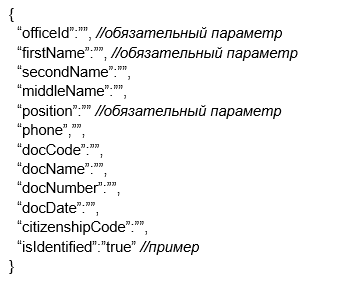 {
“officeId”:””, //обязательный параметр
“firstName”:””, //обязательный параметр
“secondName”:””,
“middleName”:””,
“position”:”” //обязательный параметр
“phone”,””,
“docCode”:””,
“docName”:””,
“docNumber”:””,
“docDate”:””,
“citizenshipCode”:””,
“isIdentified”:”true” //пример
}